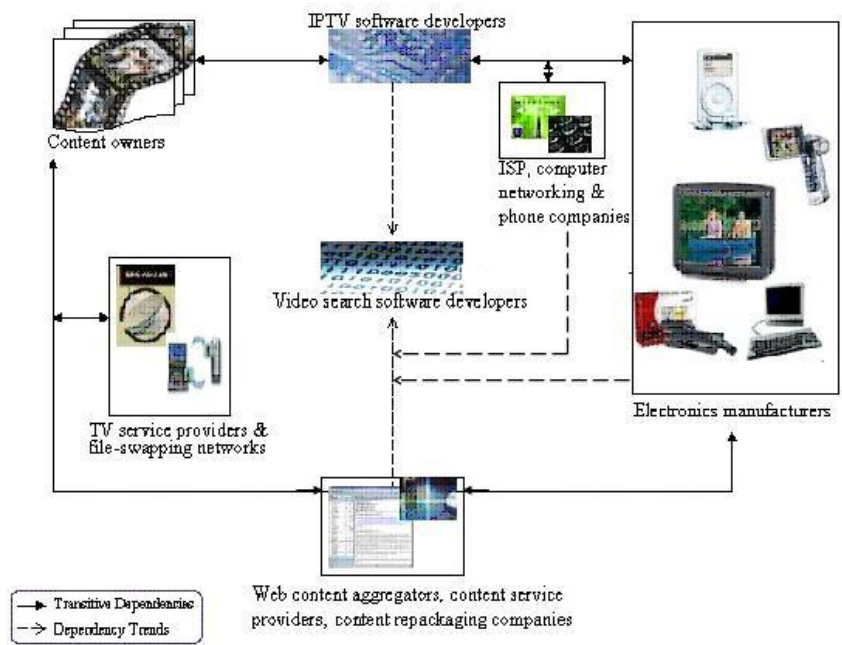 IPTV software developers
Content owners
ISP, computer
networking &
phone companies
Video search software developers
TV service providers &
file-swapping networks
Electronics manufacturers
Web content aggregators, content service
providers, content repackaging companies
Transitive Dependencies
Dependency Trends